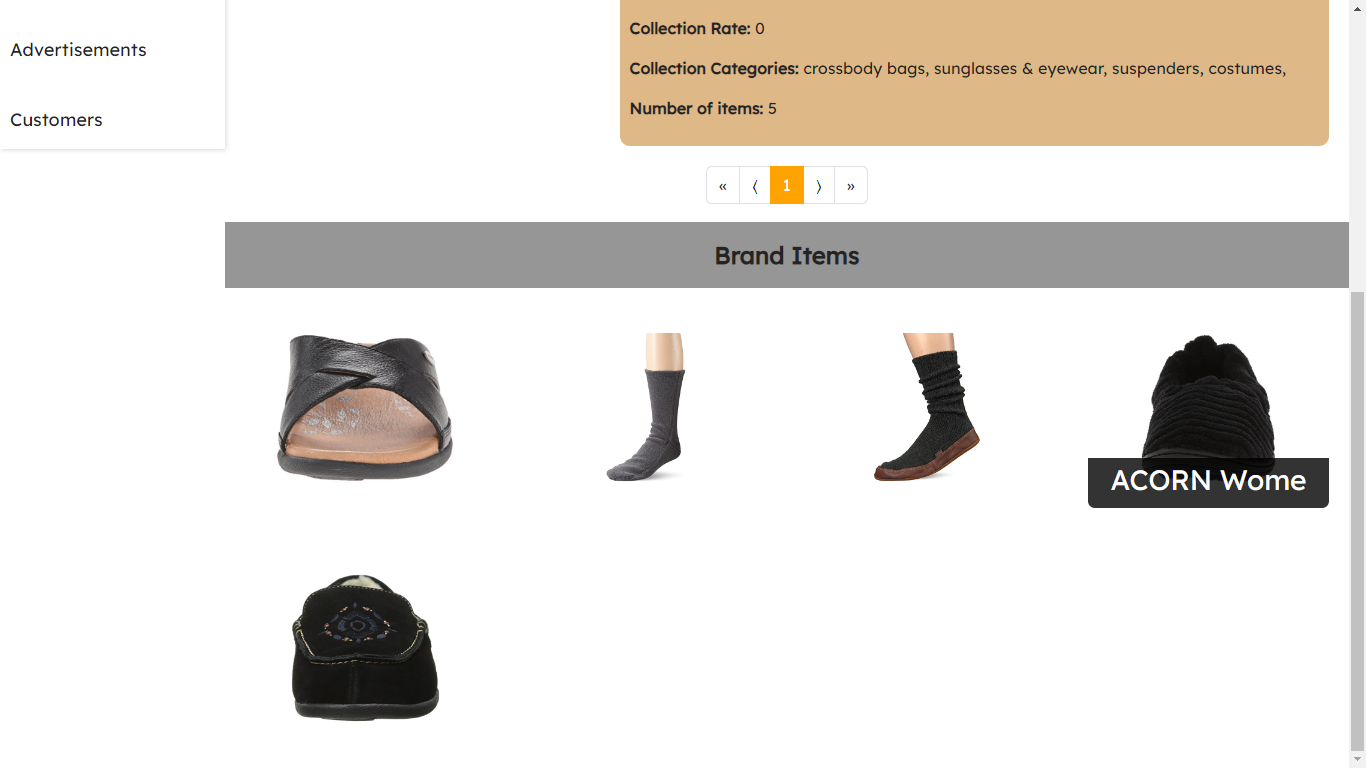 Advertisements
Customers
Collection Rate: 0
Collection Categories: crossbody bags, sunglasses & eyewear, suspenders, costumes,
Number of items: 5
« ⟨ 1 ⟩ »
Brand Items
ACORN Wome